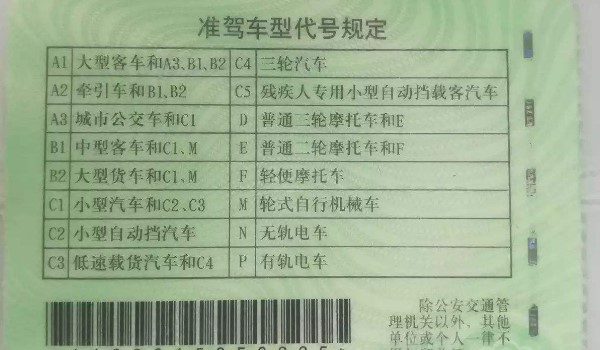 准驾车型代号规定
A1 大型客车和A3、B1、B2 C4 三轮汽车
A2 牵引车和B1、B2 C5 残疾人专用小型自动挡载客汽车
A3 城市公交车和C1 D 普通三轮摩托车和E
B1 中型客车和C1、M E 普通二轮摩托车和F
B2 大型货车和C1、M F 轻便摩托车
C1 小型汽车和C2、C3 M 轮式自行机械车
C2 小型自动挡汽车 N 无轨电车
C3 低速载货汽车和C4 P 有轨电车
除公安交通管
理机关以外、其他
单位或个人一律不